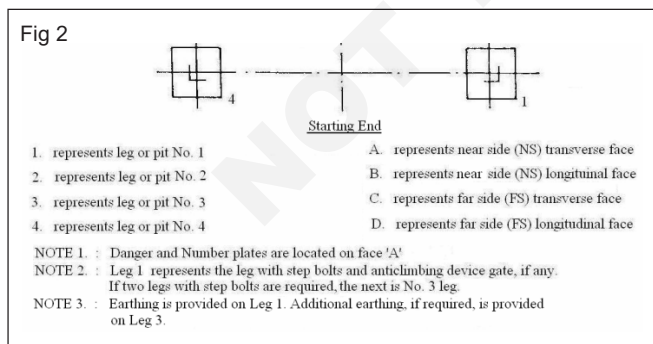 Fig 2
4
1
Starting End
1. represents leg or pit No. 1
2. represents leg or pit No. 2
3. represents leg or pit No. 3
4. represents leg or pit No. 4
A. represents near side (NS) transverse face
B. represents near side (NS) longituinal face
C. represents far side (FS) transverse face
D. represents far side (FS) longitudinal face
NOTE 1. : Danger and Number plates are located on face 'A'
NOTE 2. : Leg 1 represents the leg with step bolts and anticlimbing device gate, if any.
If two legs with step bolts are required, the next is No. 3 leg.
NOTE 3. : Earthing is provided on Leg 1. Additional earthing, if required, is provided
on Leg 3.
NOT